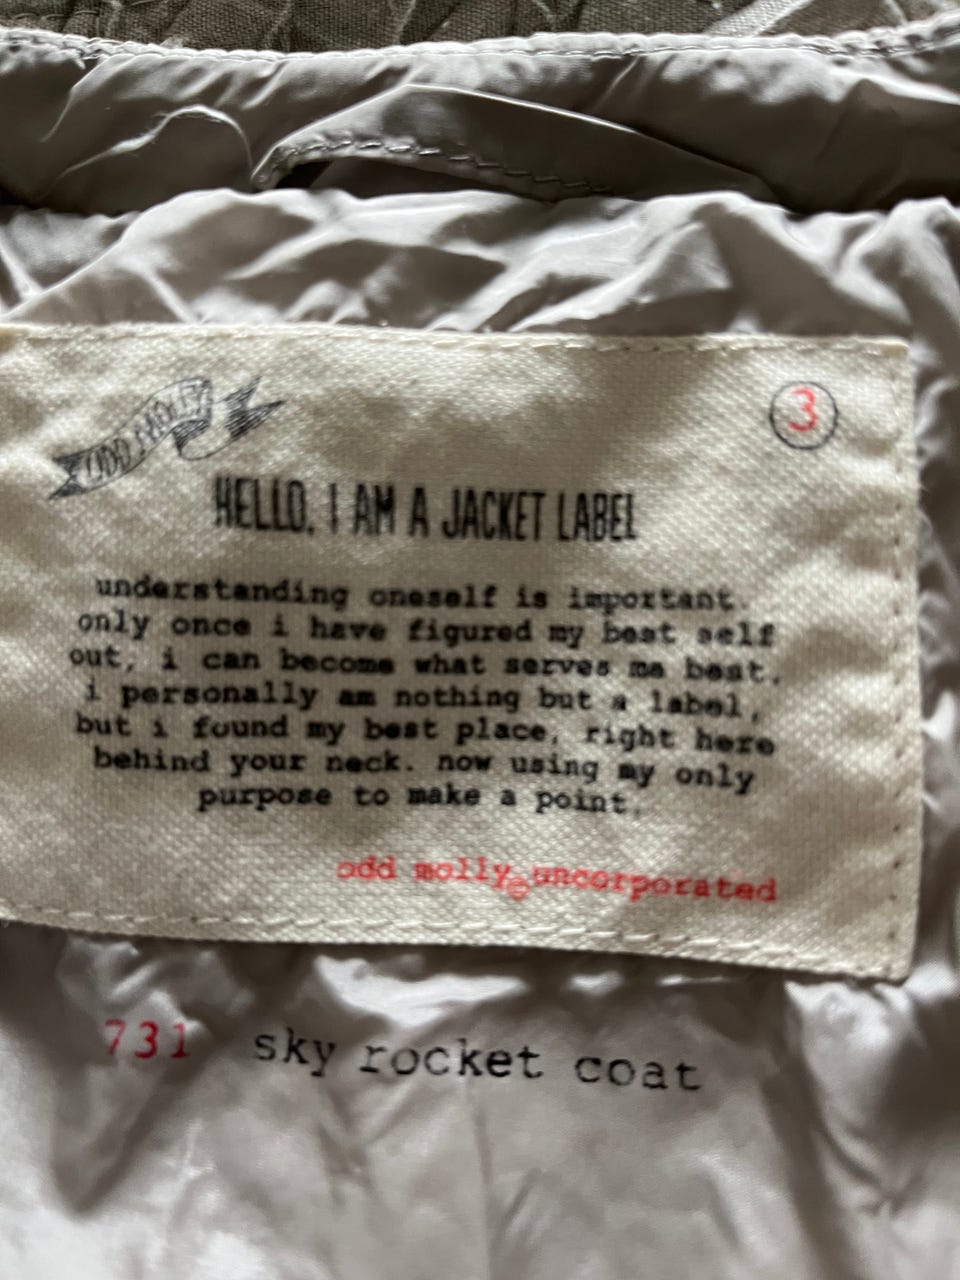 ODD MOLLY
3
HELLO, I AM A JACKET LABEL
understanding oneself is important.
only once i have figured my best self
out, i can become what serves me best.
i personally am nothing but a label,
but i found my best place, right here
behind your neck. now using my only
purpose to make a point.
odd molly©uncorporated
731 sky rocket coat